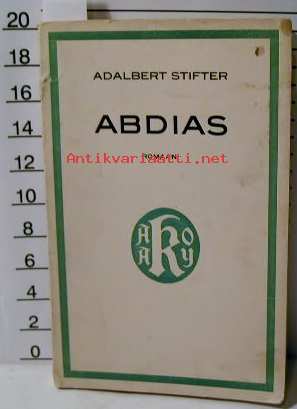 20
18
16
14
12
10
8
6
4
2
0
ADALBERT STIFTER
ABDIAS
ROMAANI
Antikvariaatti.net
A H O
A K Y